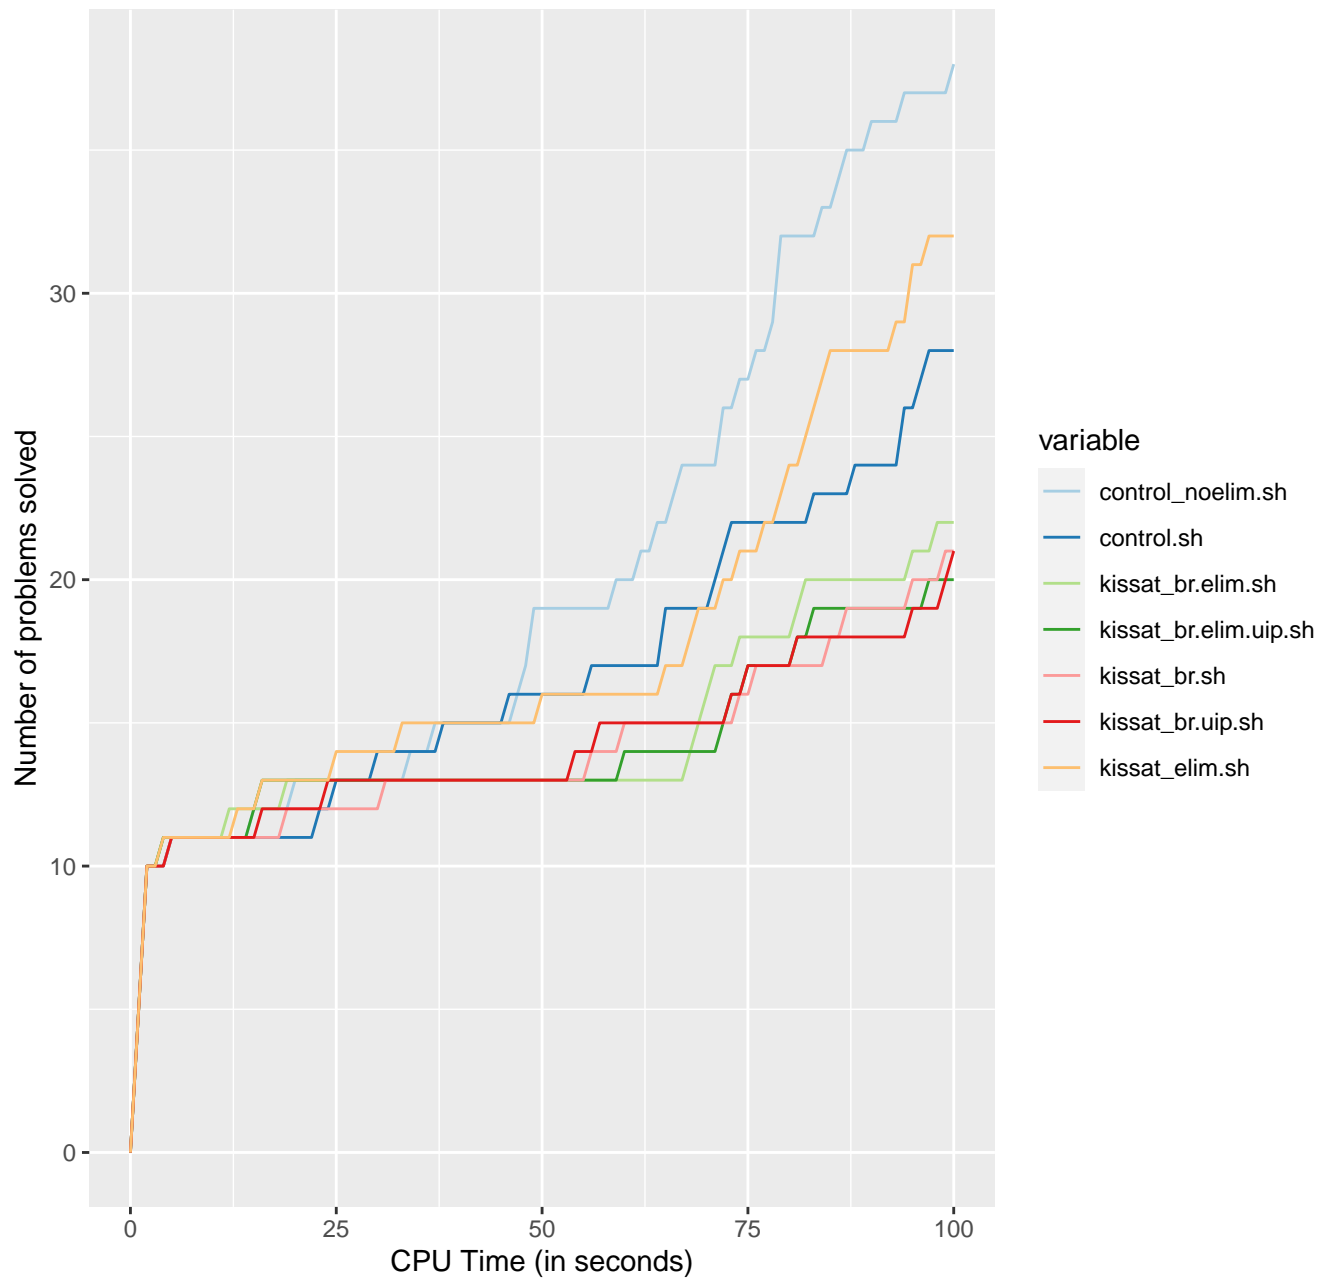 30
20
10
0
Number of problems solved
0
25
50
75
100
CPU Time (in seconds)
variable
control_noelim.sh
control.sh
kissat_br.elim.sh
kissat_br.elim.uip.sh
kissat_br.sh
kissat_br.uip.sh
kissat_elim.sh